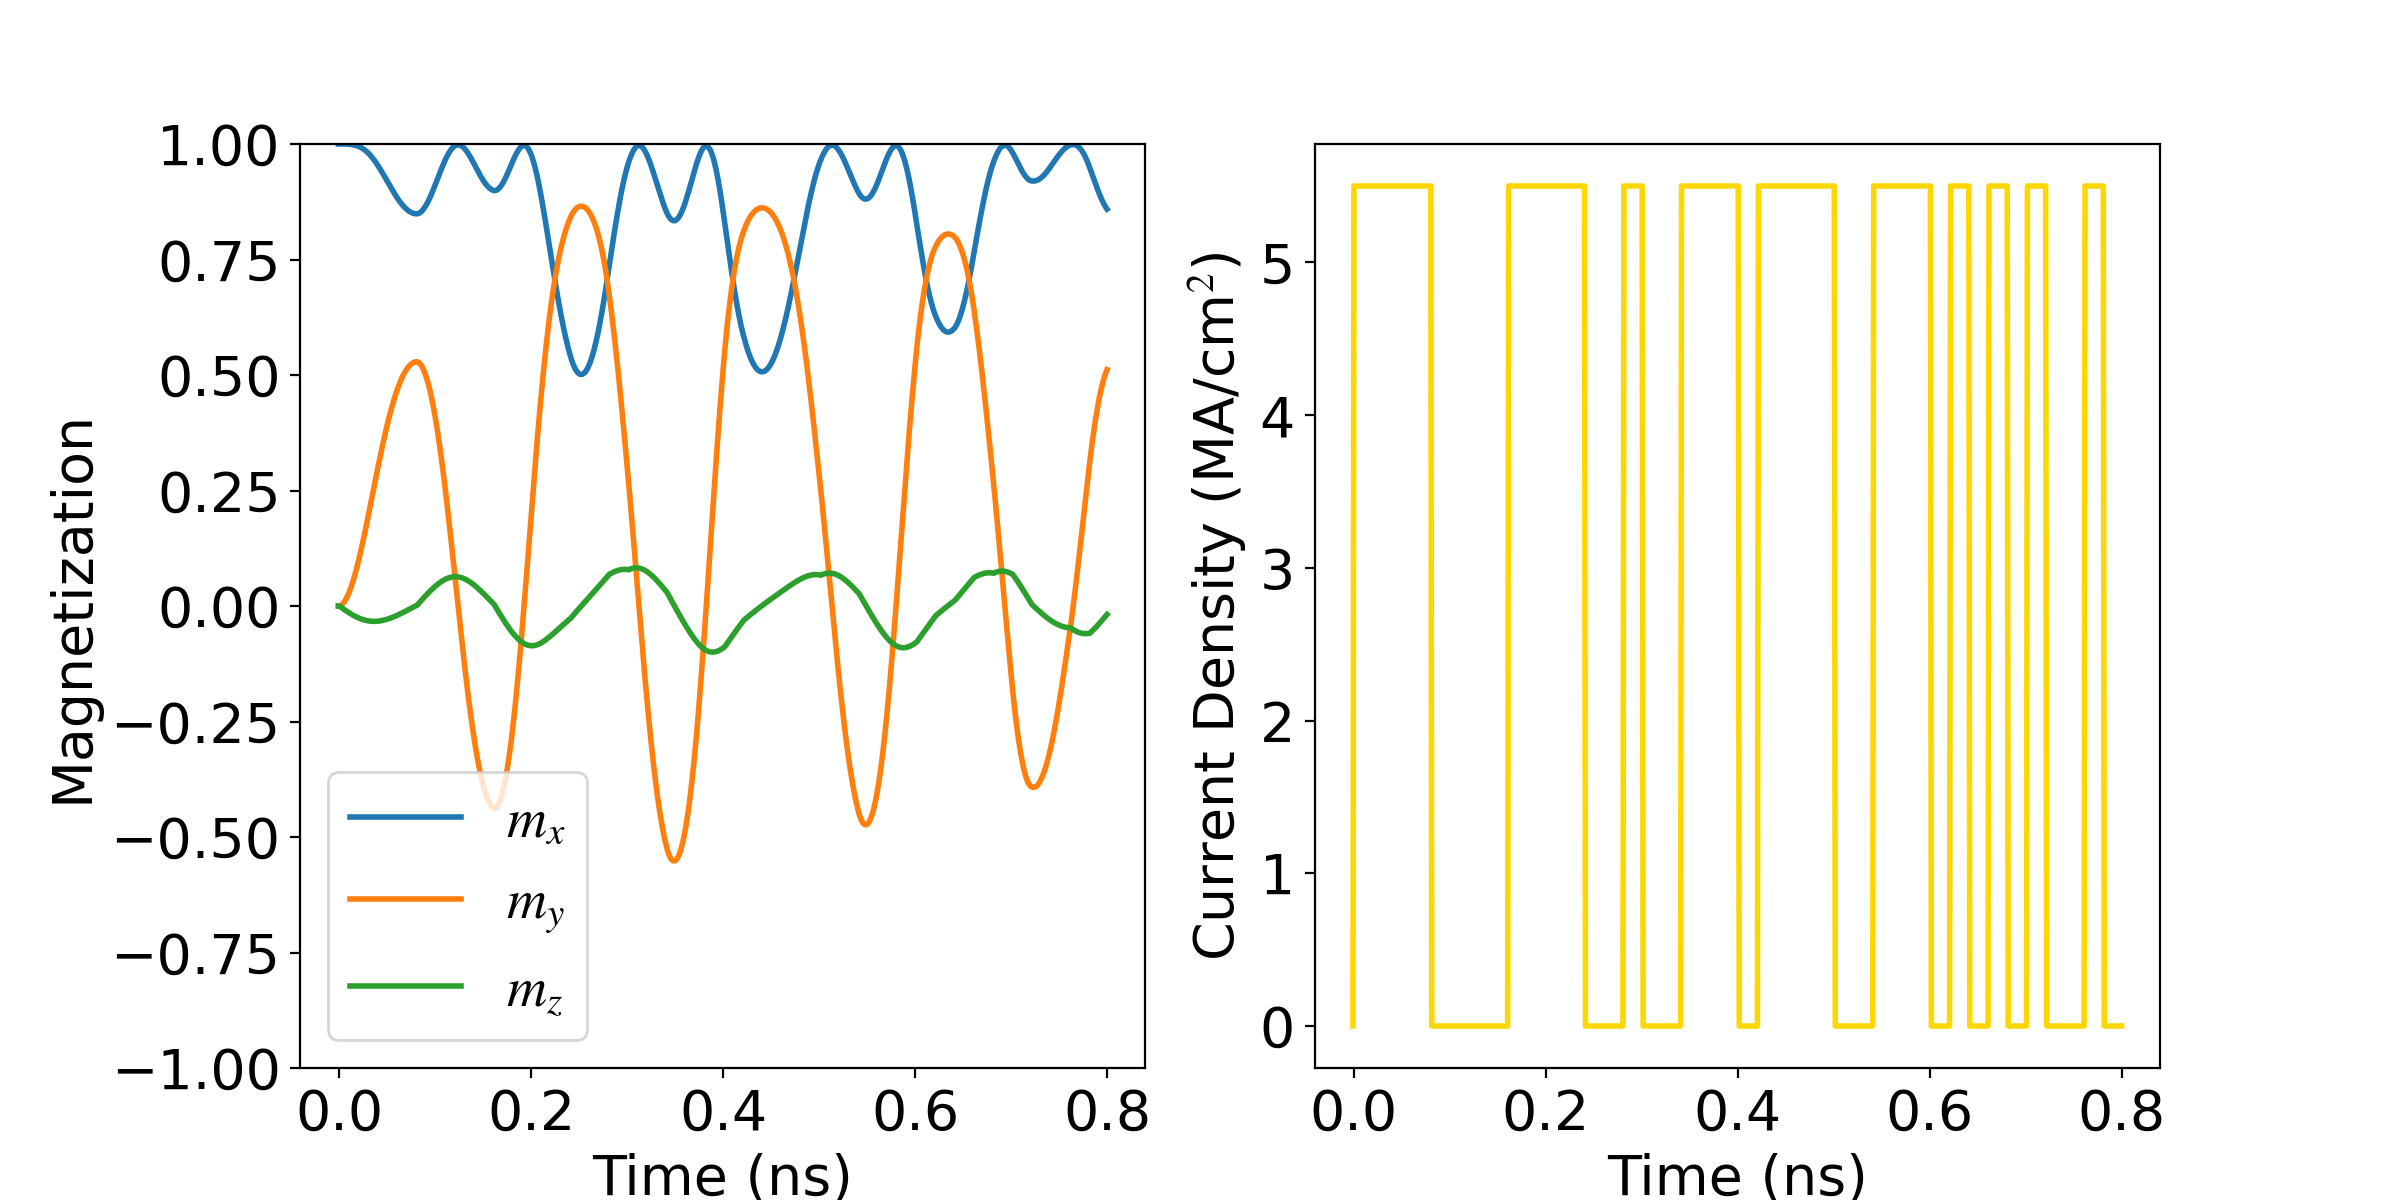 1.00
0.75
0.50
0.25
0.00
−0.25
−0.50
−0.75
−1.00
Magnetization
0.0 0.2 0.4 0.6 0.8
Time (ns)
m_x
m_y
m_z
5
4
3
2
1
0
Current Density (MA/cm²)
0.0 0.2 0.4 0.6 0.8
Time (ns)